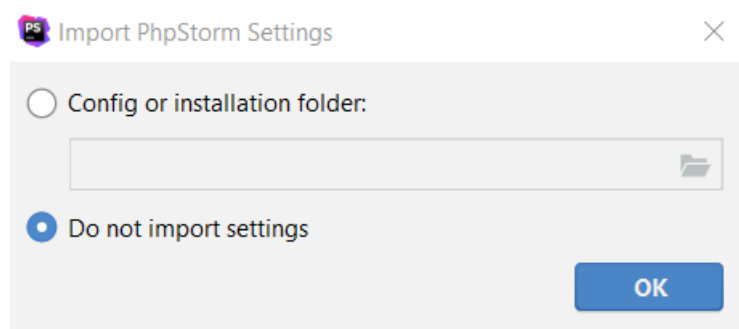 PS
Import PhpStorm Settings
Config or installation folder:
Do not import settings
OK